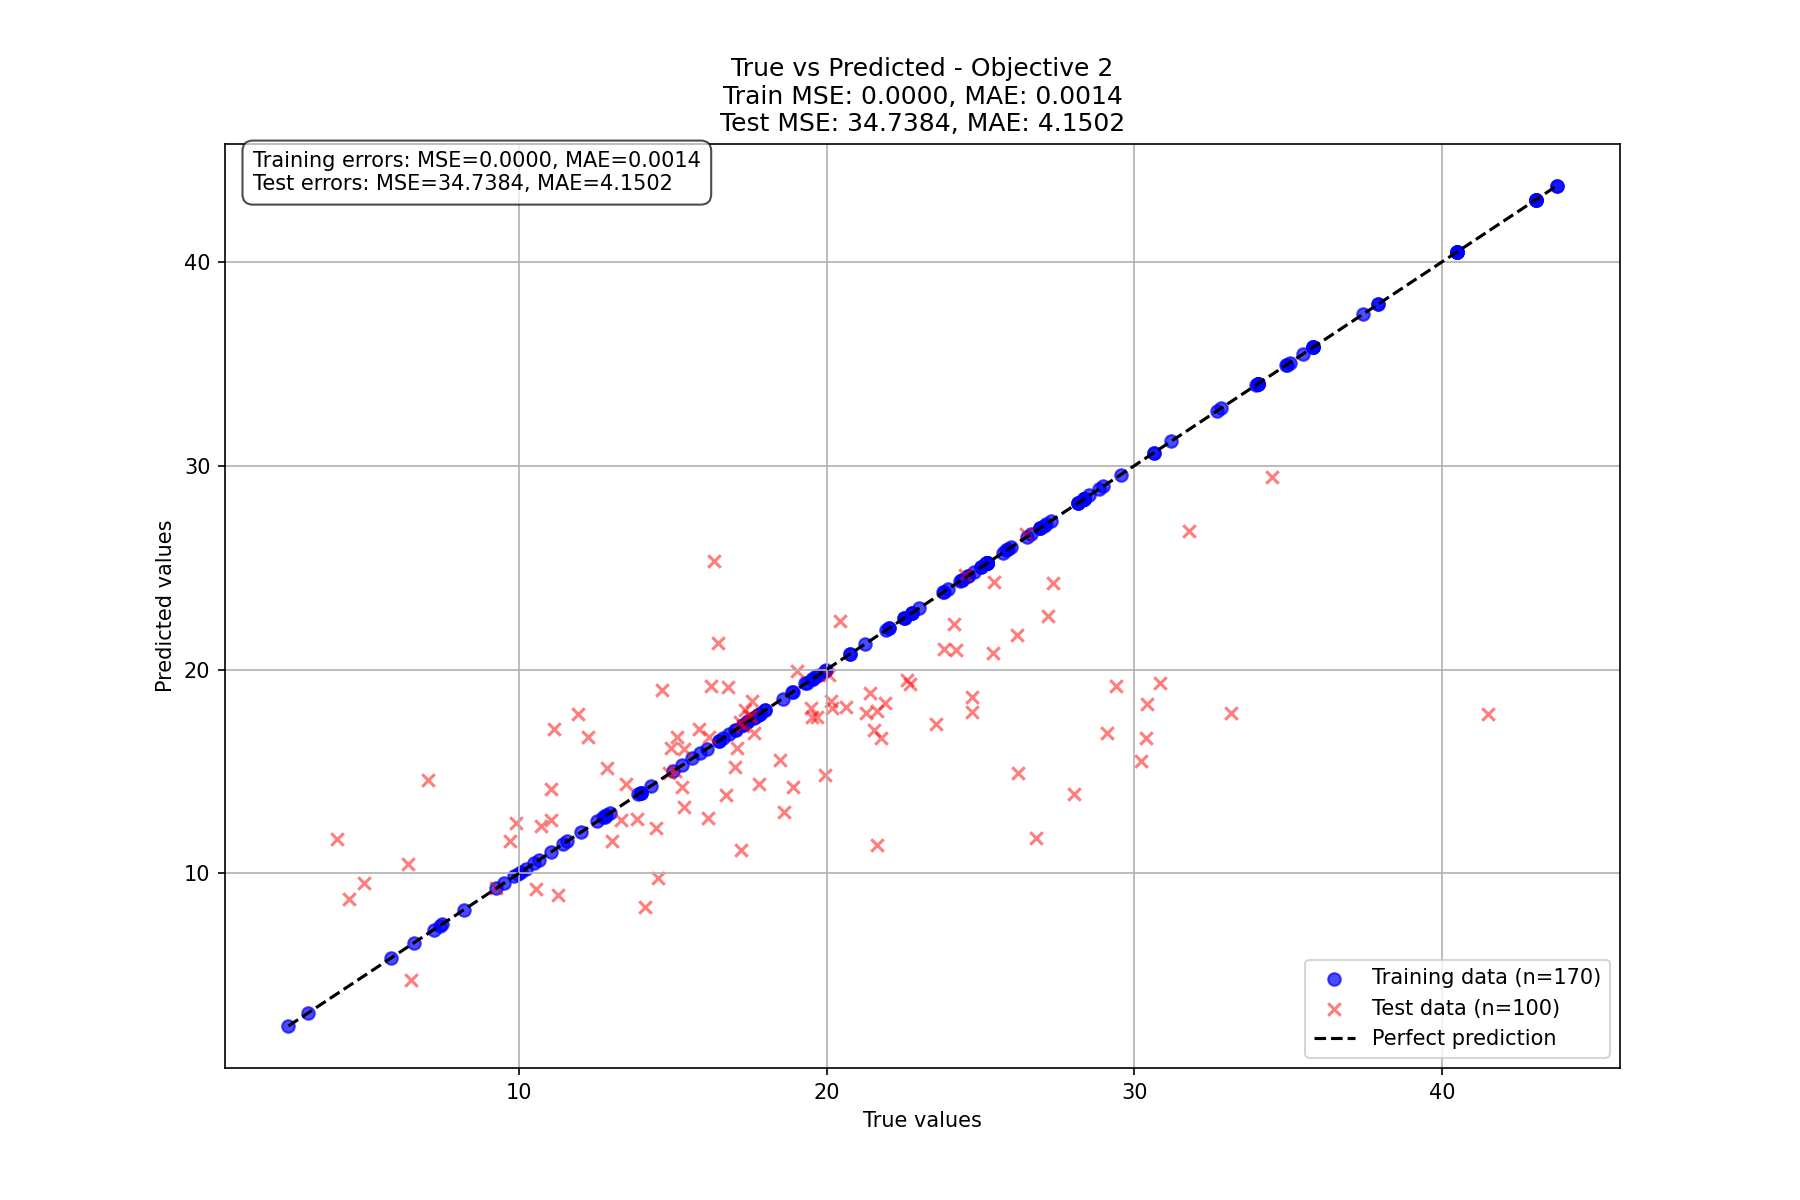 True vs Predicted - Objective 2
Train MSE: 0.0000, MAE: 0.0014
Test MSE: 34.7384, MAE: 4.1502
Training errors: MSE=0.0000, MAE=0.0014
Test errors: MSE=34.7384, MAE=4.1502
40
30
20
10
Predicted values
10 20 30 40
True values
Training data (n=170)
Test data (n=100)
Perfect prediction